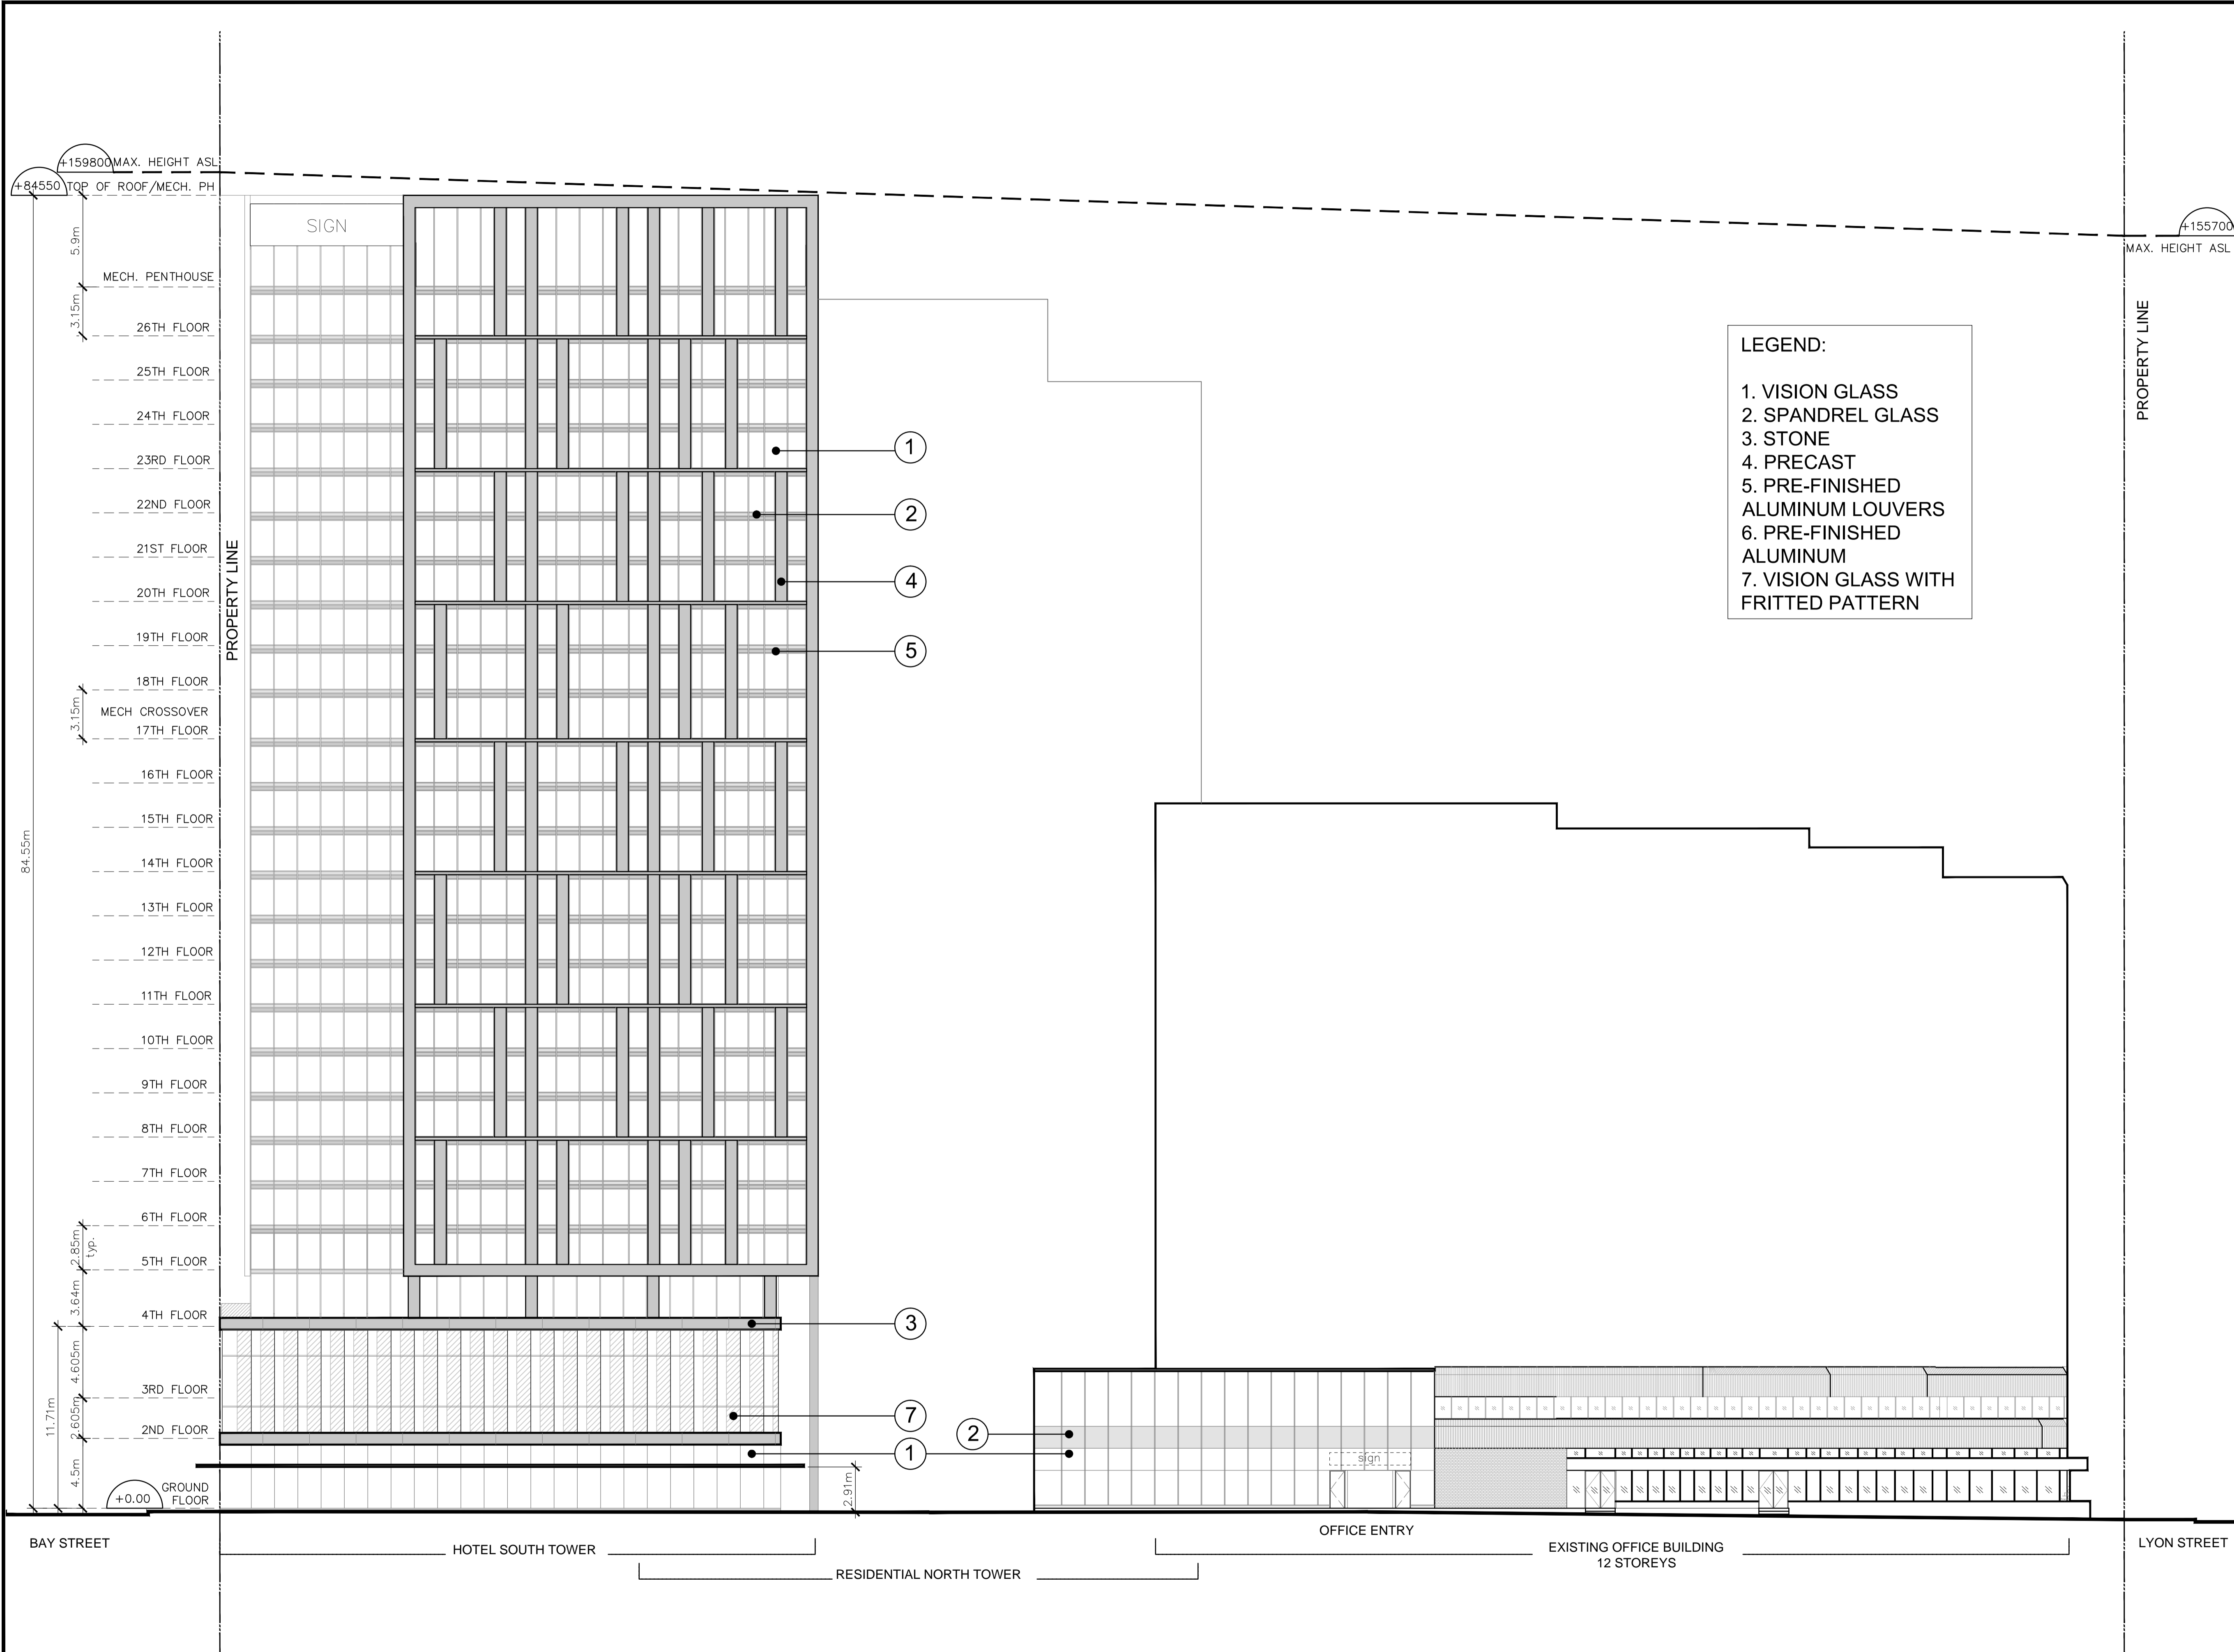 +159800 MAX. HEIGHT ASL
+84550 TOP OF ROOF/MECH. PH
SIGN
+155700
MAX. HEIGHT ASL
5.9m
MECH. PENTHOUSE
3.15m
26TH FLOOR
25TH FLOOR
24TH FLOOR
23RD FLOOR
22ND FLOOR
21ST FLOOR
20TH FLOOR
19TH FLOOR
18TH FLOOR
3.15m
MECH CROSSOVER
17TH FLOOR
16TH FLOOR
15TH FLOOR
14TH FLOOR
13TH FLOOR
12TH FLOOR
11TH FLOOR
10TH FLOOR
9TH FLOOR
8TH FLOOR
7TH FLOOR
6TH FLOOR
2.85m
typ.
5TH FLOOR
3.64m
4TH FLOOR
4.605m
3RD FLOOR
2.605m
2ND FLOOR
4.5m
GROUND
FLOOR
+0.00
11.71m
84.55m
PROPERTY LINE
1
2
4
5
3
7
1
2
2.91m
sign
LEGEND:
1. VISION GLASS
2. SPANDREL GLASS
3. STONE
4. PRECAST
5. PRE-FINISHED
ALUMINUM LOUVERS
6. PRE-FINISHED
ALUMINUM
7. VISION GLASS WITH
FRITTED PATTERN
PROPERTY LINE
BAY STREET
HOTEL SOUTH TOWER
RESIDENTIAL NORTH TOWER
OFFICE ENTRY
EXISTING OFFICE BUILDING
12 STOREYS
LYON STREET